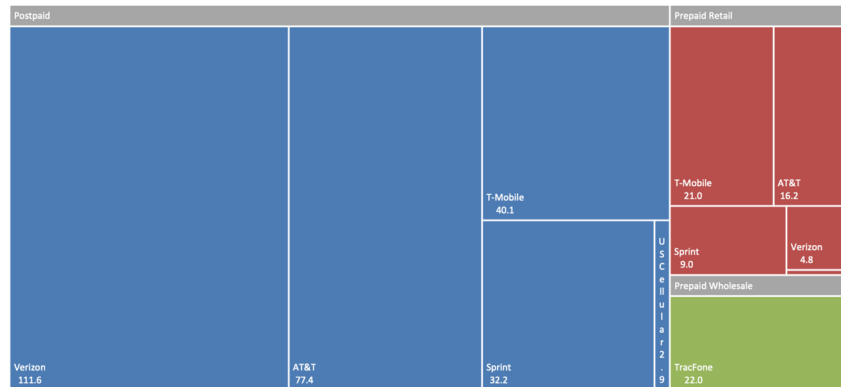 Postpaid
Prepaid Retail
Verizon
111.6
AT&T
77.4
T-Mobile
40.1
Sprint
32.2
USCellular2.9
T-Mobile
21.0
AT&T
16.2
Sprint
9.0
Verizon
4.8
Prepaid Wholesale
TracFone
22.0